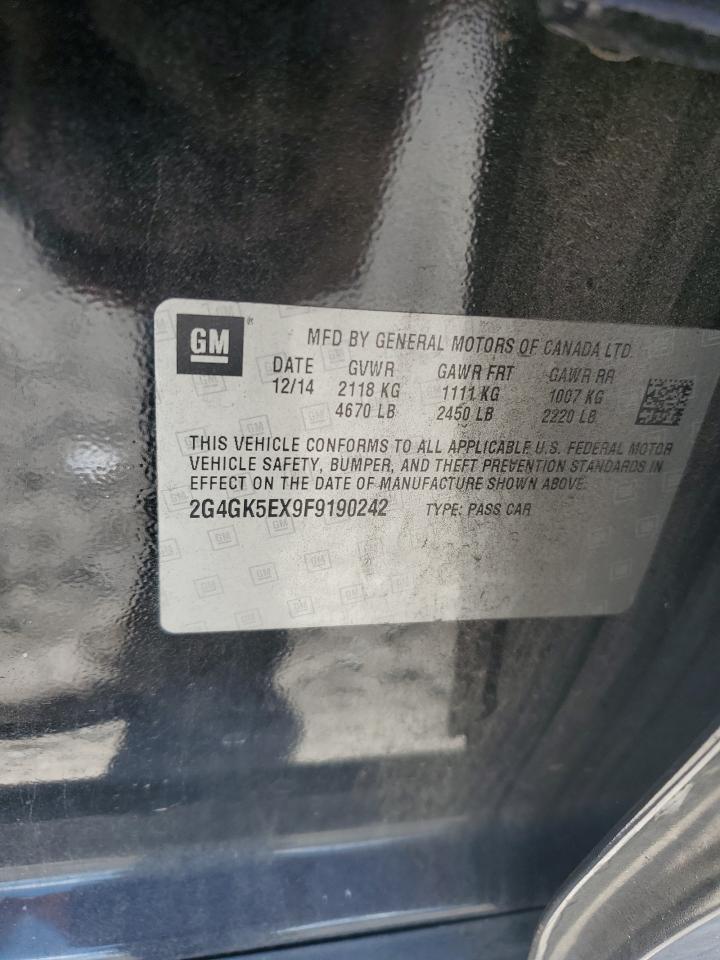 GM
MFD BY GENERAL MOTORS OF CANADA LTD.
DATE GVWR GAWR FRT GAWR RR
12/14 2118 KG 1111 KG 1007 KG
4670 LB 2450 LB 2220 LB
THIS VEHICLE CONFORMS TO ALL APPLICABLE U.S. FEDERAL MOTOR
VEHICLE SAFETY, BUMPER, AND THEFT PREVENTION STANDARDS IN
EFFECT ON THE DATE OF MANUFACTURE SHOWN ABOVE.
2G4GK5EX9F9190242 TYPE: PASS CAR